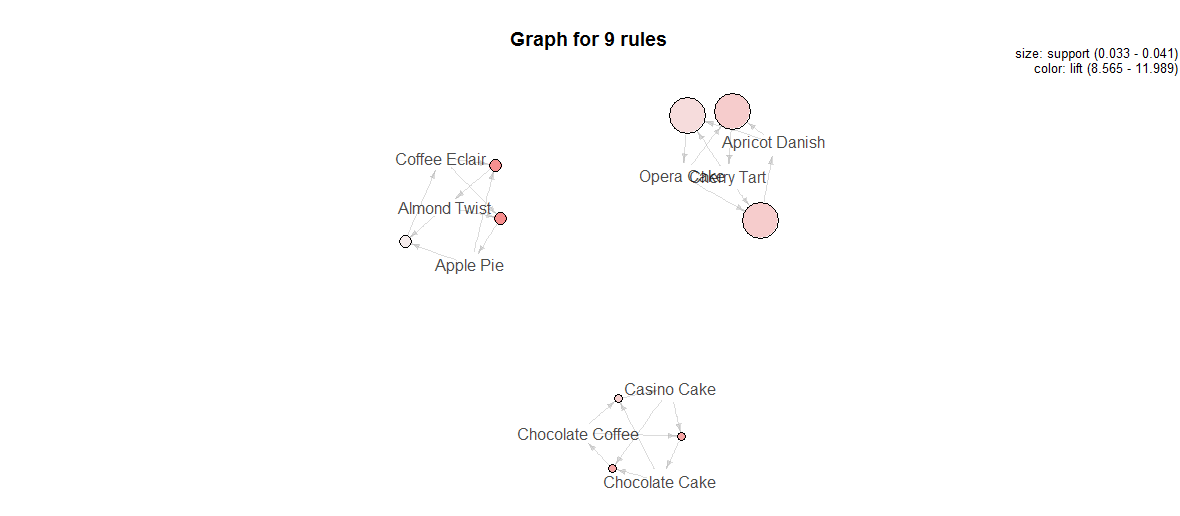 Graph for 9 rules
size: support (0.033 - 0.041)
color: lift (8.565 - 11.989)
Apricot Danish
Coffee Eclair
Opera Cake
Cherry Tart
Almond Twist
Apple Pie
Casino Cake
Chocolate Coffee
Chocolate Cake